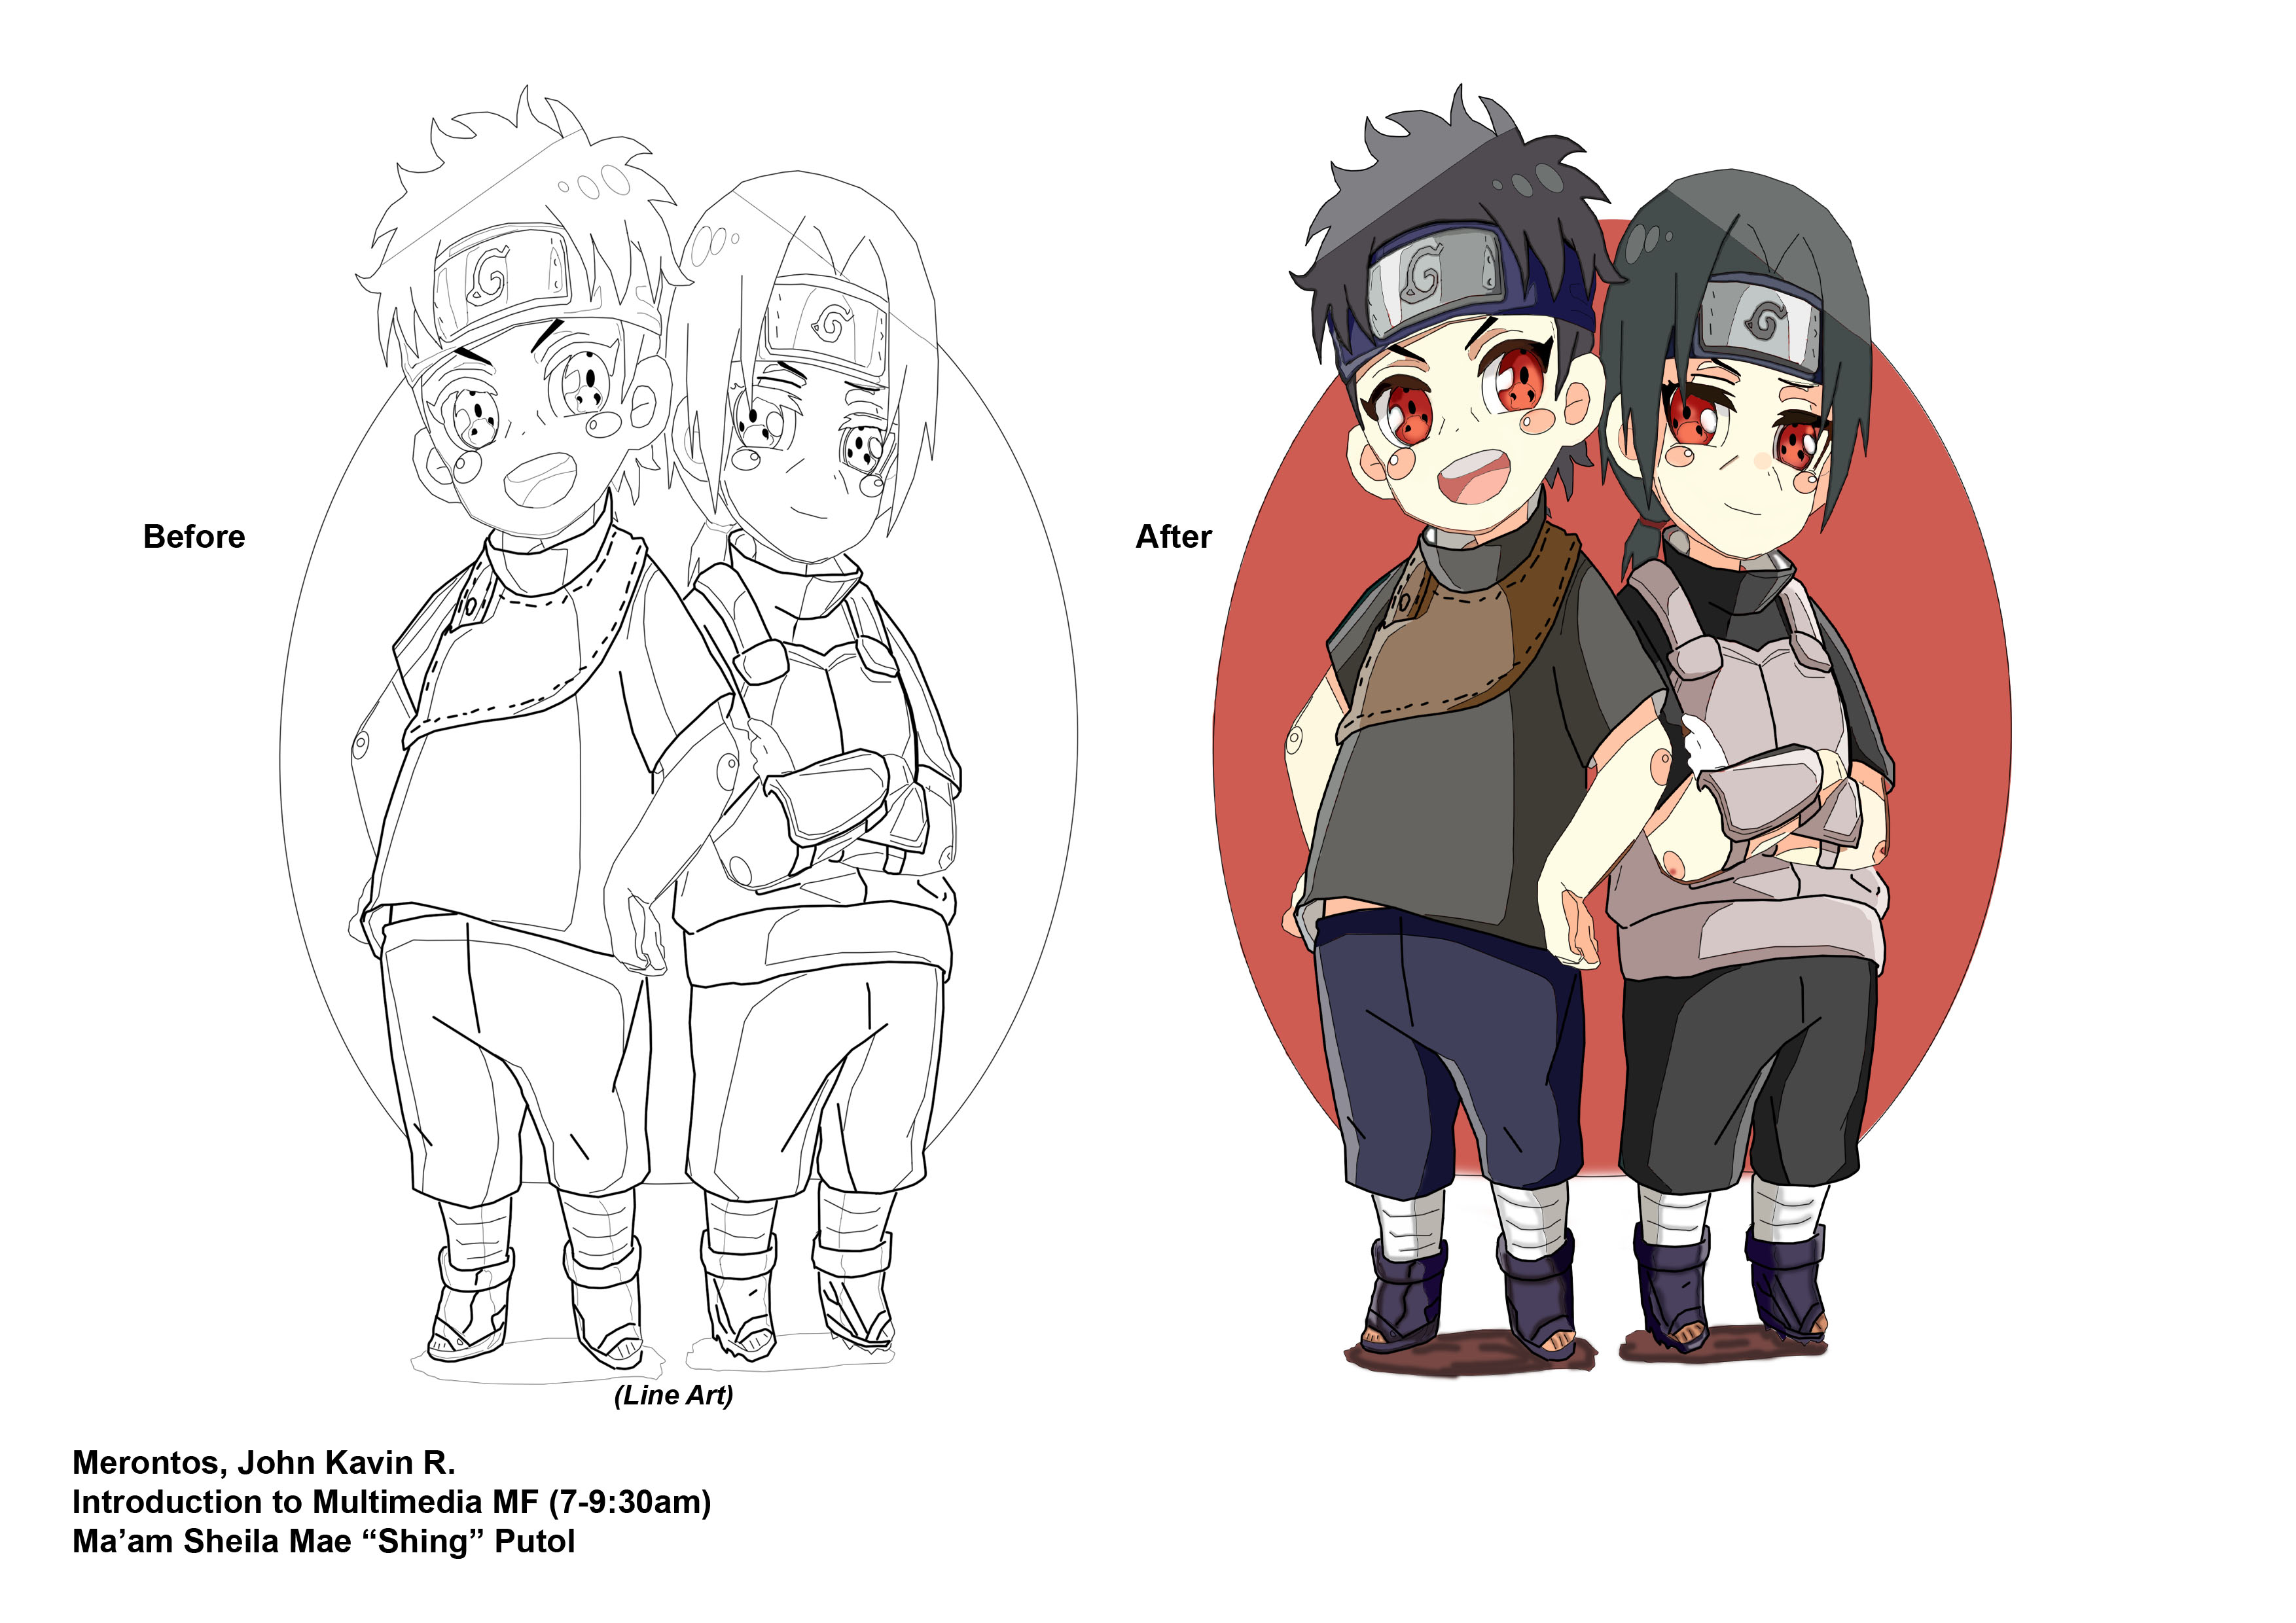 Before
After
(Line Art)
Merontos, John Kavin R.
Introduction to Multimedia MF (7-9:30am)
Ma’am Sheila Mae “Shing” Putol